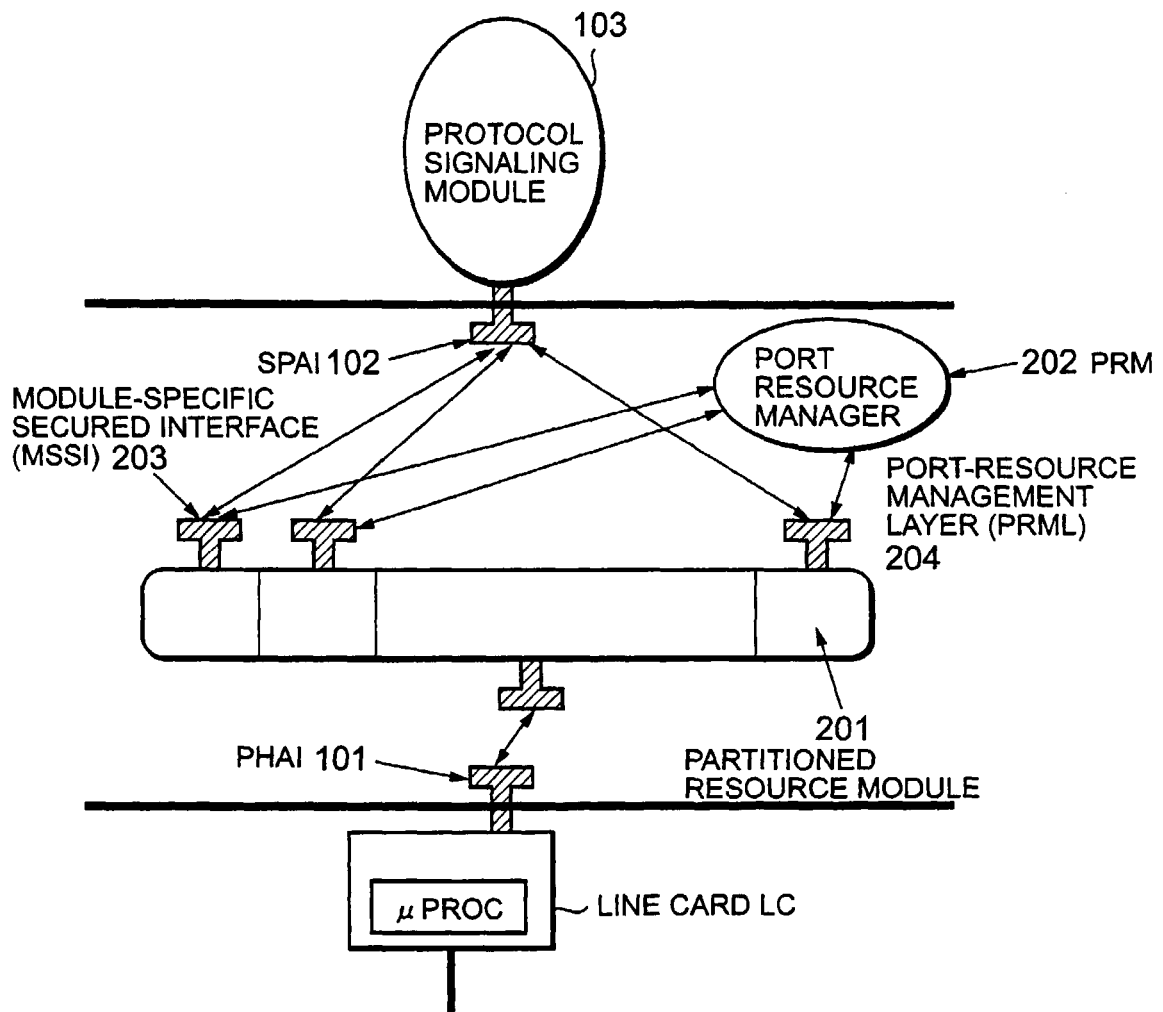 103
PROTOCOL
SIGNALING
MODULE
SPAI 102
PORT
RESOURCE
MANAGER
202 PRM
MODULE-SPECIFIC
SECURED INTERFACE
(MSSI) 203
PORT-RESOURCE
MANAGEMENT
LAYER (PRML)
204
201
PARTITIONED
RESOURCE MODULE
PHAI 101
μ PROC
LINE CARD LC